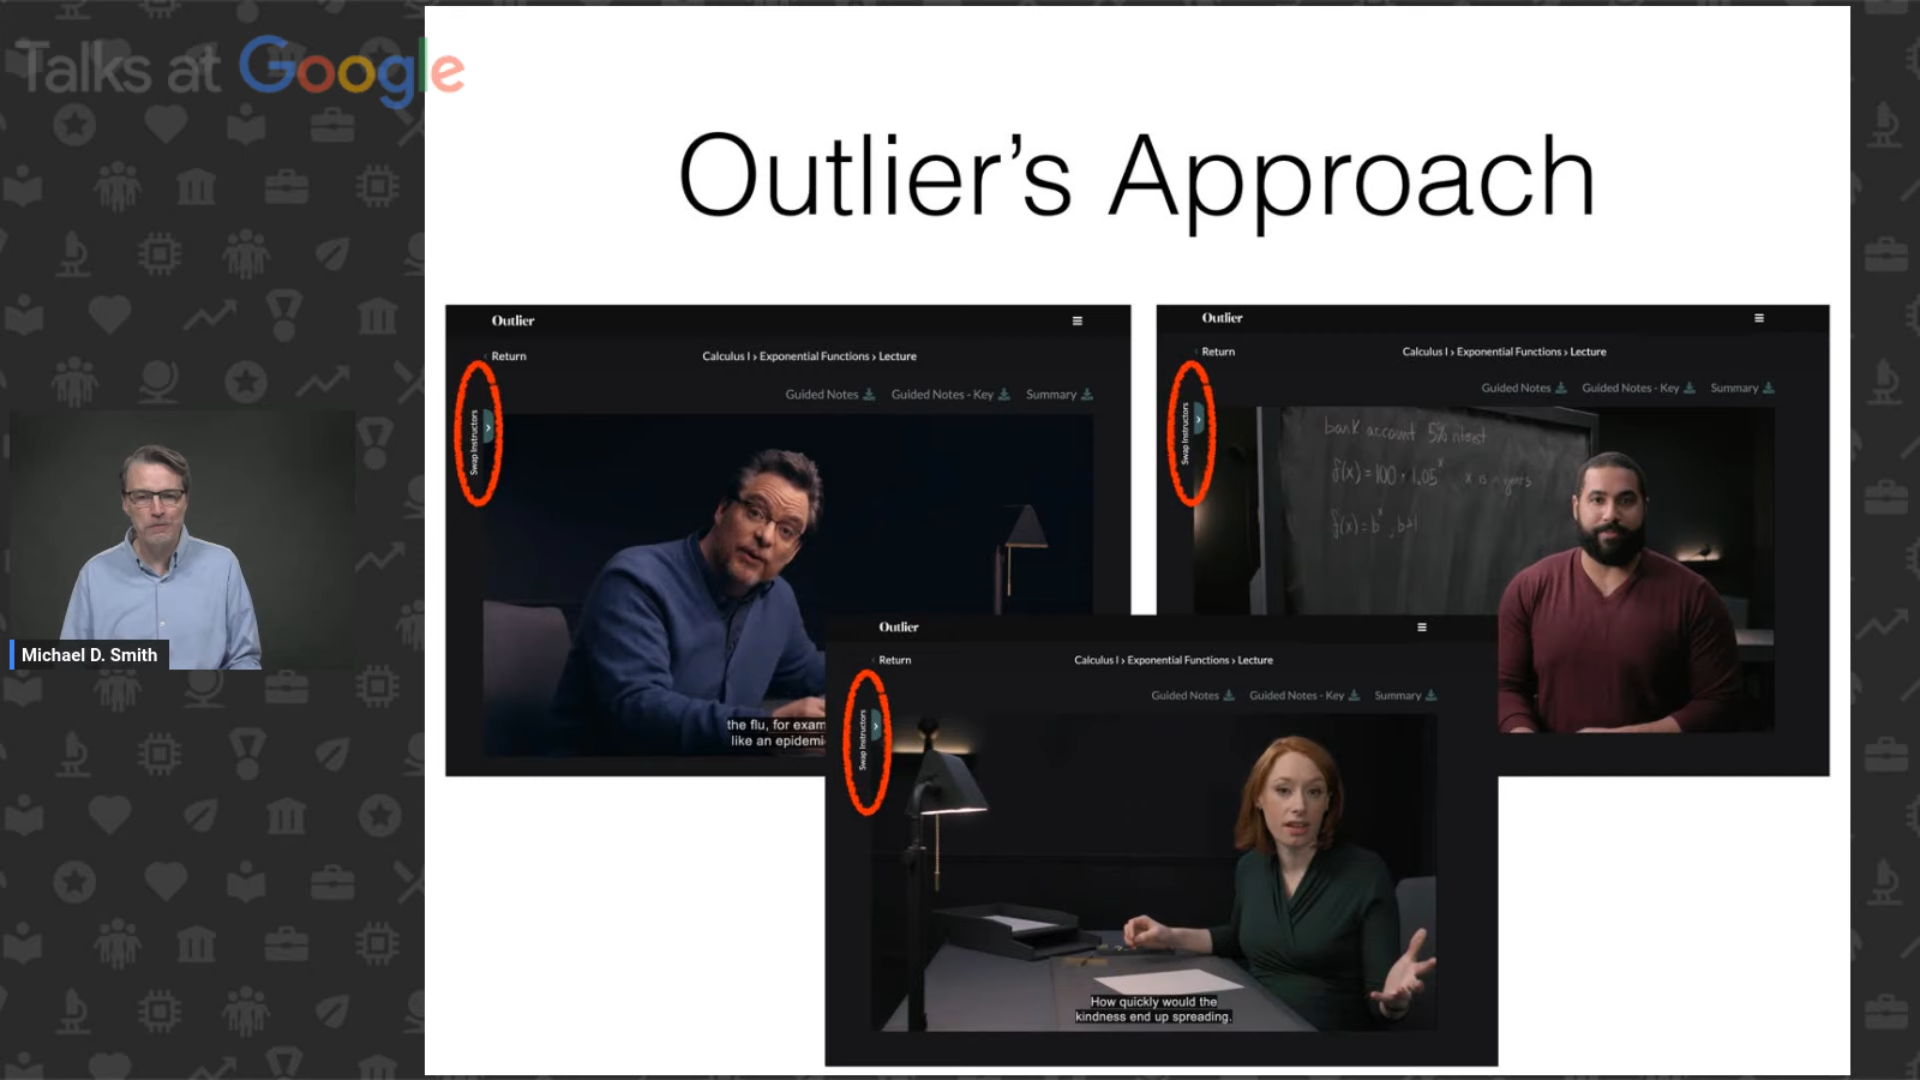 Talks at Google
Outlier's Approach
Outlier
Return
Calculus I › Exponential Functions › Lecture
Guided Notes
Guided Notes - Key
Summary
Swap Instructors
the flu, for exam
like an epidemi
Outlier
Return
Calculus I › Exponential Functions › Lecture
Guided Notes
Guided Notes - Key
Summary
Swap Instructors
bank account 5%
f(x)=100·1.05ˣ x is
f(x)=bˣ, b≠1
Michael D. Smith
Outlier
Return
Calculus I › Exponential Functions › Lecture
Guided Notes
Guided Notes - Key
Summary
Swap Instructors
How quickly would the
kindness end up spreading.